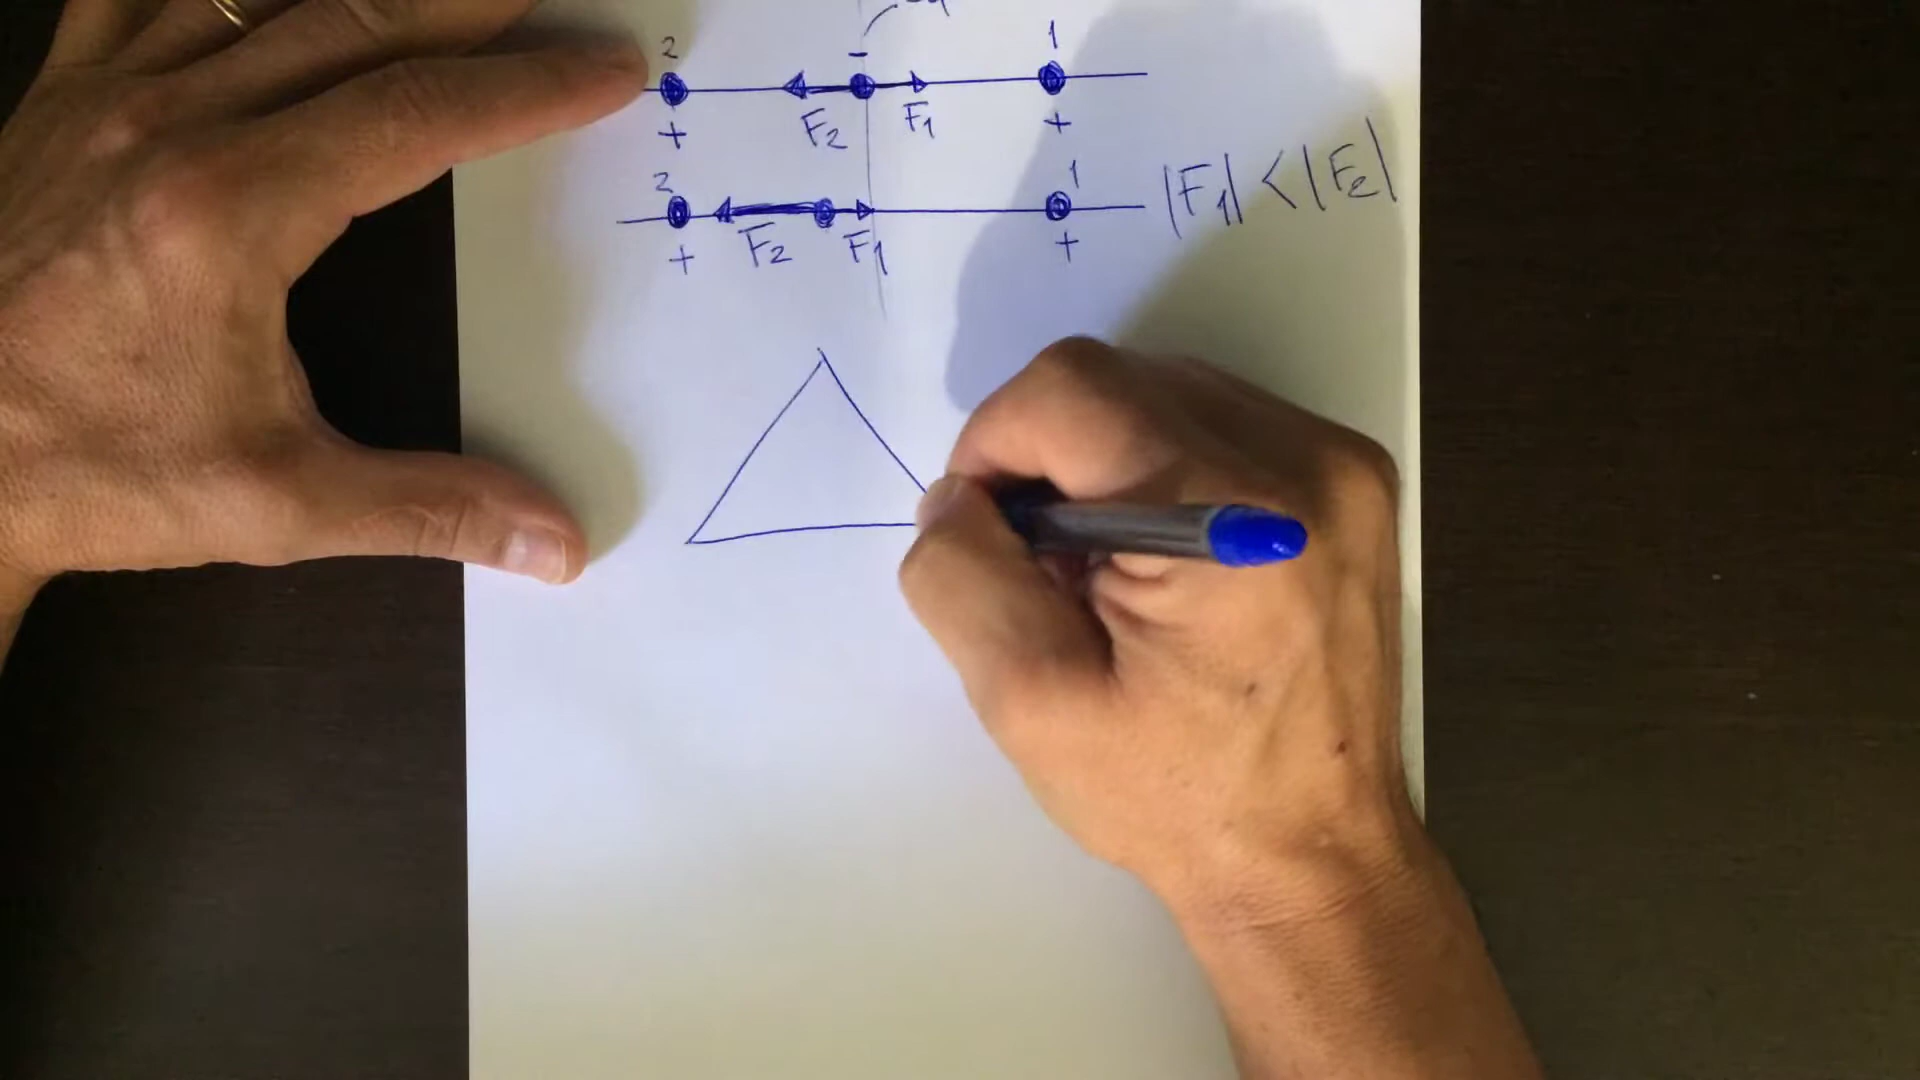 2 - 1
F2 F1
+ +
2 1
|F1| < |F2|
F2 F1
+ +